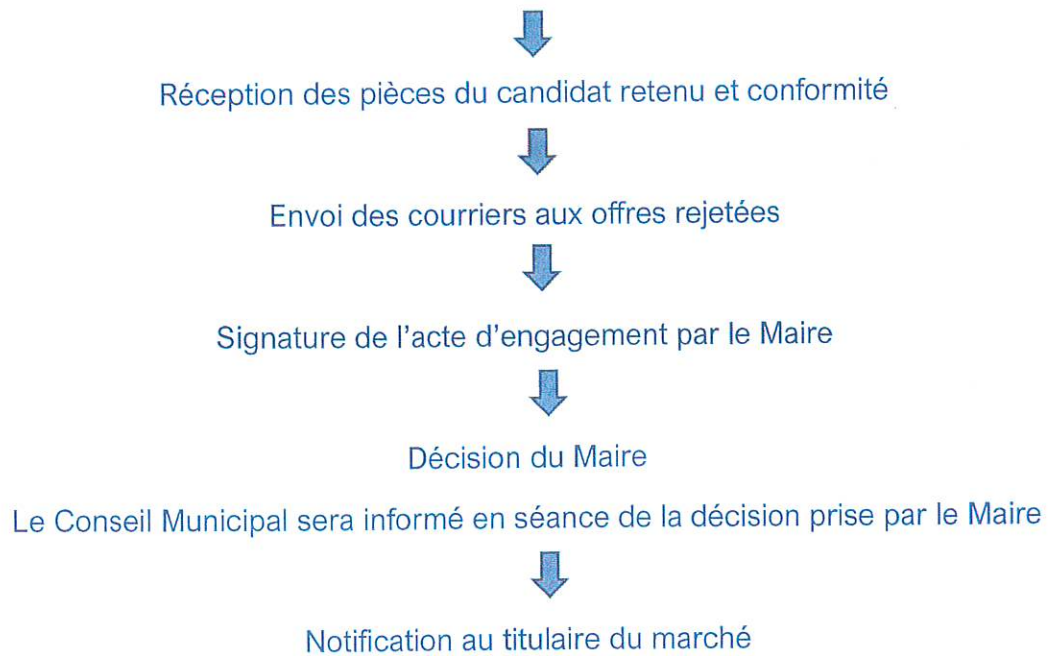 Réception des pièces du candidat retenu et conformité
Envoi des courriers aux offres rejetées
Signature de l'acte d'engagement par le Maire
Décision du Maire
Le Conseil Municipal sera informé en séance de la décision prise par le Maire
Notification au titulaire du marché